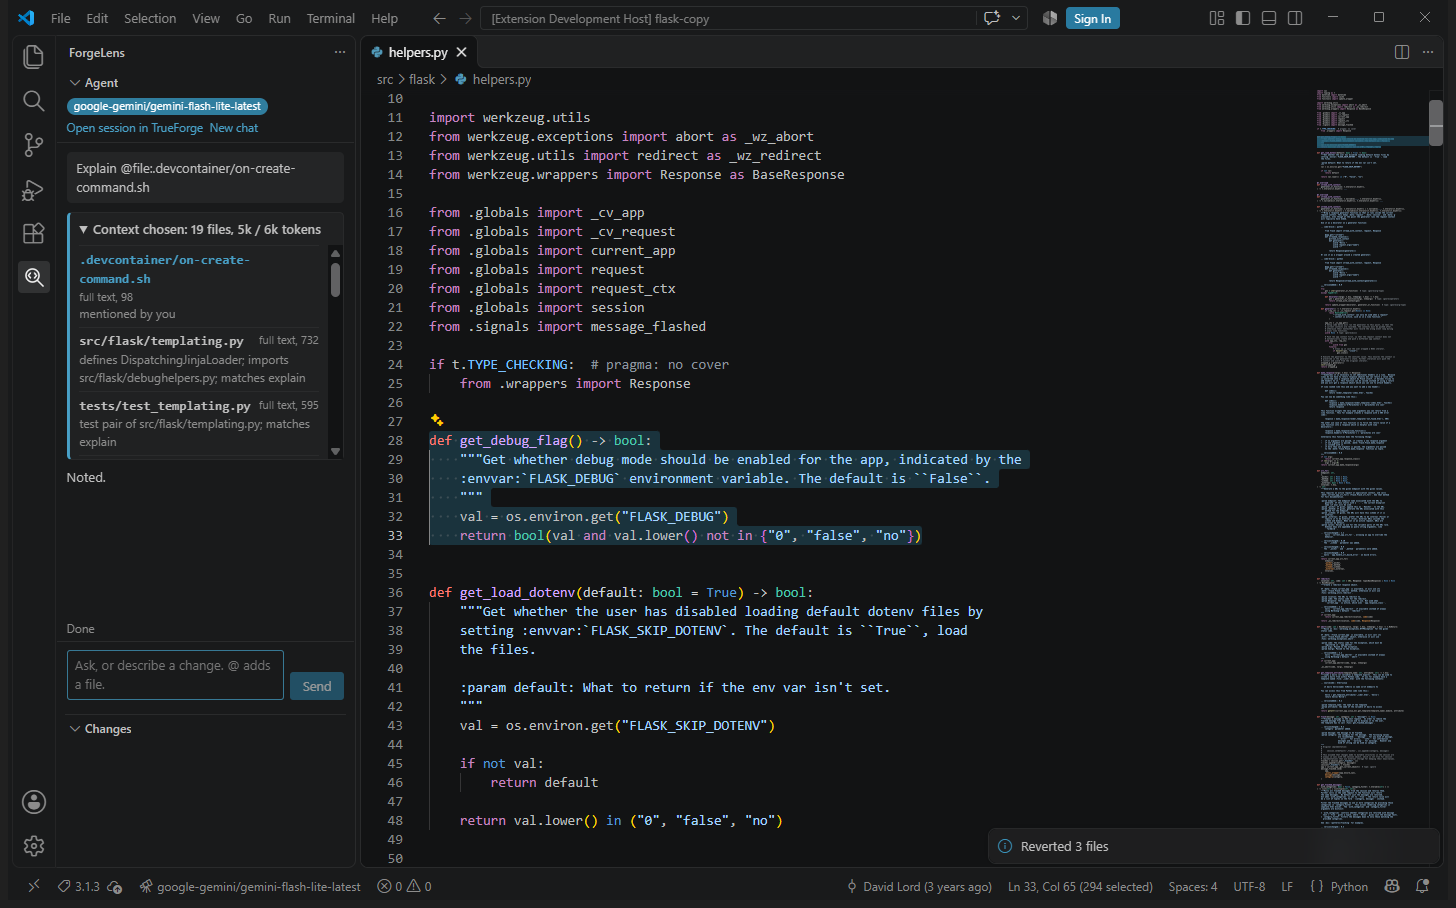 File Edit Selection View Go Run Terminal Help
[Extension Development Host] flask-copy
Sign In
ForgeLens
Agent
google-gemini/gemini-flash-lite-latest
Open session in TrueForge New chat
Explain @file:.devcontainer/on-create-
command.sh
▼ Context chosen: 19 files, 5k / 6k tokens
.devcontainer/on-create-
command.sh
full text, 98
mentioned by you
src/flask/templating.py full text, 732
defines DispatchingJinjaLoader; imports
src/flask/debughelpers.py; matches explain
tests/test_templating.py full text, 595
test pair of src/flask/templating.py; matches
explain
Noted.
Done
Ask, or describe a change. @ adds
a file.
Send
Changes
helpers.py
src > flask > helpers.py
10
11 import werkzeug.utils
12 from werkzeug.exceptions import abort as _wz_abort
13 from werkzeug.utils import redirect as _wz_redirect
14 from werkzeug.wrappers import Response as BaseResponse
15
16 from .globals import _cv_app
17 from .globals import _cv_request
18 from .globals import current_app
19 from .globals import request
20 from .globals import request_ctx
21 from .globals import session
22 from .signals import message_flashed
23
24 if t.TYPE_CHECKING:  # pragma: no cover
25     from .wrappers import Response
26
27
28 def get_debug_flag() -> bool:
29     """Get whether debug mode should be enabled for the app, indicated by the
30     :envvar:`FLASK_DEBUG` environment variable. The default is ``False``.
31     """
32     val = os.environ.get("FLASK_DEBUG")
33     return bool(val and val.lower() not in {"0", "false", "no"})
34
35
36 def get_load_dotenv(default: bool = True) -> bool:
37     """Get whether the user has disabled loading default dotenv files by
38     setting :envvar:`FLASK_SKIP_DOTENV`. The default is ``True``, load
39     the files.
40
41     :param default: What to return if the env var isn't set.
42     """
43     val = os.environ.get("FLASK_SKIP_DOTENV")
44
45     if not val:
46         return default
47
48     return val.lower() in ("0", "false", "no")
49
50
Reverted 3 files
3.1.3 google-gemini/gemini-flash-lite-latest 0 0 David Lord (3 years ago) Ln 33, Col 65 (294 selected) Spaces: 4 UTF-8 LF { } Python